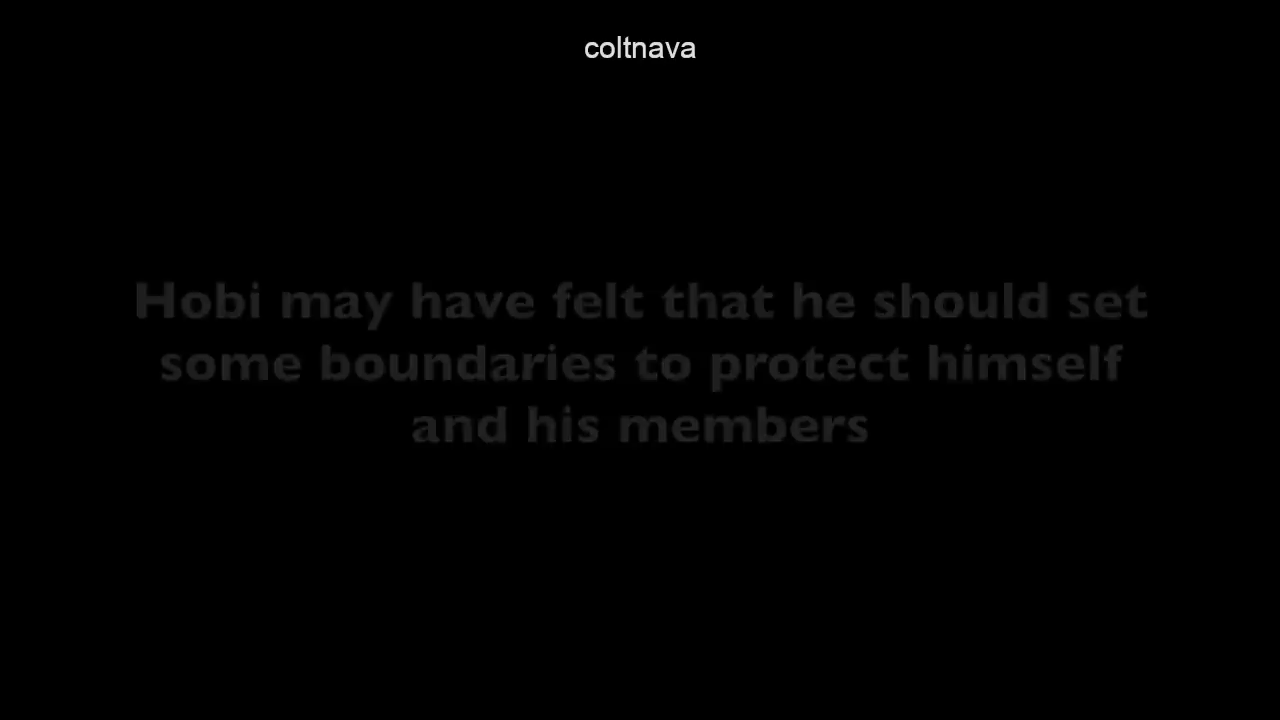 coltnava
Hobi may have felt that he should set
some boundaries to protect himself
and his members